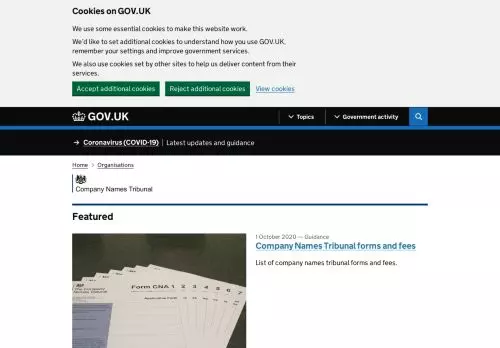 Cookies on GOV.UK
We use some essential cookies to make this website work.
We'd like to set additional cookies to understand how you use GOV.UK,
remember your settings and improve government services.
We also use cookies set by other sites to help us deliver content from their
services.
Accept additional cookies Reject additional cookies View cookies
GOV.UK Topics Government activity
→ Coronavirus (COVID-19) Latest updates and guidance
Home > Organisations
Company Names Tribunal
Featured
1 October 2020 — Guidance
Company Names Tribunal forms and fees
List of company names tribunal forms and fees.
Form CNA 1 2 3 4 5 6 7